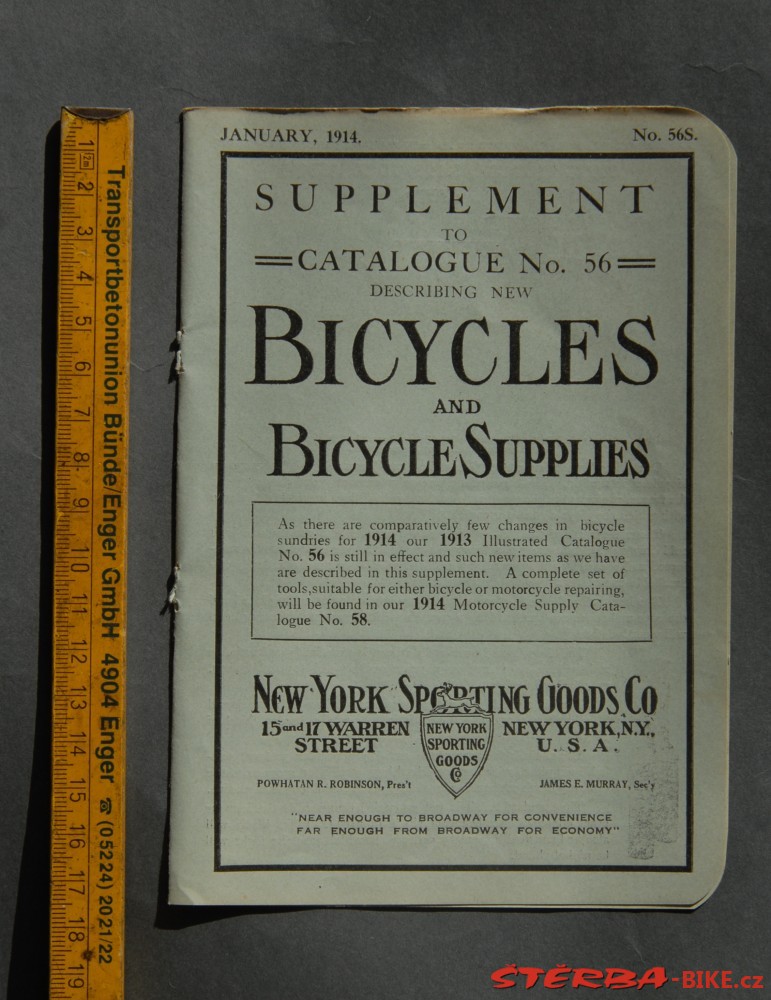 JANUARY, 1914.
No. 56S.
SUPPLEMENT
TO
CATALOGUE No. 56
DESCRIBING NEW
BICYCLES
AND
BICYCLE SUPPLIES
As there are comparatively few changes in bicycle
sundries for 1914 our 1913 Illustrated Catalogue
No. 56 is still in effect and such new items as we have
are described in this supplement. A complete set of
tools, suitable for either bicycle or motorcycle repairing,
will be found in our 1914 Motorcycle Supply Cata-
logue No. 58.
NEW YORK SPORTING GOODS CO
15 and 17 WARREN
STREET
NEW YORK
SPORTING
GOODS
Co
NEW YORK, N.Y.,
U. S. A.
POWHATAN R. ROBINSON, Pres't
JAMES E. MURRAY, Sec'y
"NEAR ENOUGH TO BROADWAY FOR CONVENIENCE
FAR ENOUGH FROM BROADWAY FOR ECONOMY"
Transportbetonunion Bünde/Enger GmbH 4904 Enger ☎ (05224) 2021/22
1 2m 2 3 4 5 6 7 8 9 10 11 12 13 14 15 16 17 18 19
ŠTĚRBA-BIKE.cz